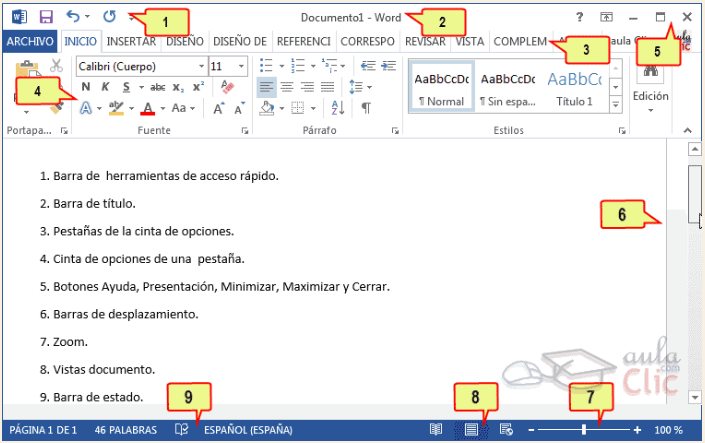 Documento1 - Word
1
2
ARCHIVO INICIO INSERTAR DISEÑO DISEÑO DE REFERENCI CORRESPO REVISAR VISTA COMPLEM
3
5
Calibri (Cuerpo) 11
N K S abc x₂ x²
4
A aby A Aa A A
AaBbCcDc AaBbCcDc AaBbCc
¶ Normal ¶ Sin espa... Título 1
Edición
Portapa... Fuente Párrafo Estilos
1. Barra de herramientas de acceso rápido.
2. Barra de título.
3. Pestañas de la cinta de opciones.
6
4. Cinta de opciones de una pestaña.
5. Botones Ayuda, Presentación, Minimizar, Maximizar y Cerrar.
6. Barras de desplazamiento.
7. Zoom.
8. Vistas documento.
9. Barra de estado.
aula
.com
Clic
9
8
7
PÁGINA 1 DE 1 46 PALABRAS ESPAÑOL (ESPAÑA) 100 %